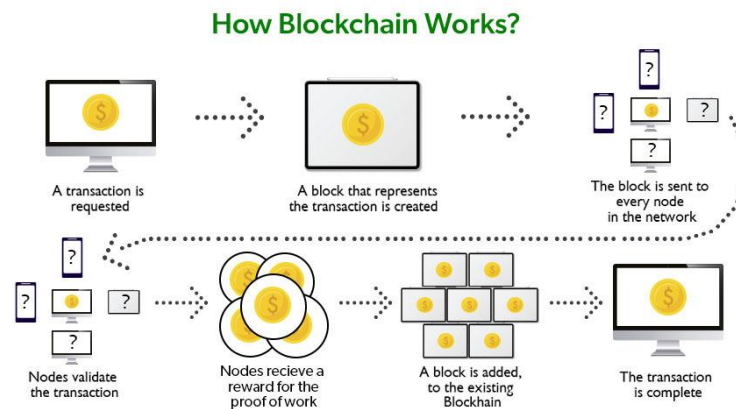 How Blockchain Works?
$
$
?
?
$
?
?
A transaction is
requested
A block that represents
the transaction is created
The block is sent to
every node
in the network
?
?
$
?
?
$
$
$
$
$
$
$
$
$
$
$
$
$
Nodes validate
the transaction
Nodes recieve a
reward for the
proof of work
A block is added,
to the existing
Blockhain
The transaction
is complete